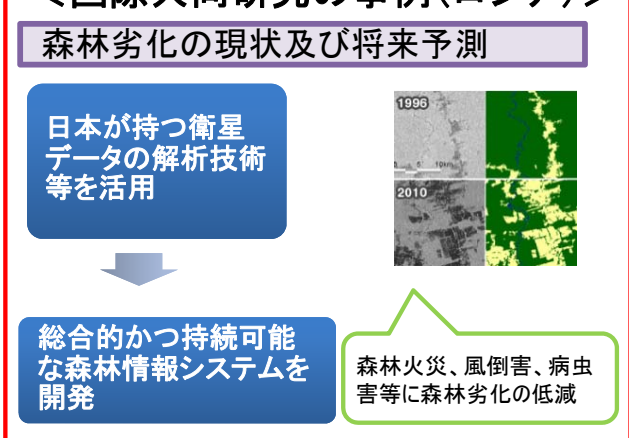 森林劣化の現状及び将来予測
日本が持つ衛星
データの解析技術
等を活用
1996
2010
総合的かつ持続可能
な森林情報システムを
開発
森林火災、風倒害、病虫
害等に森林劣化の低減